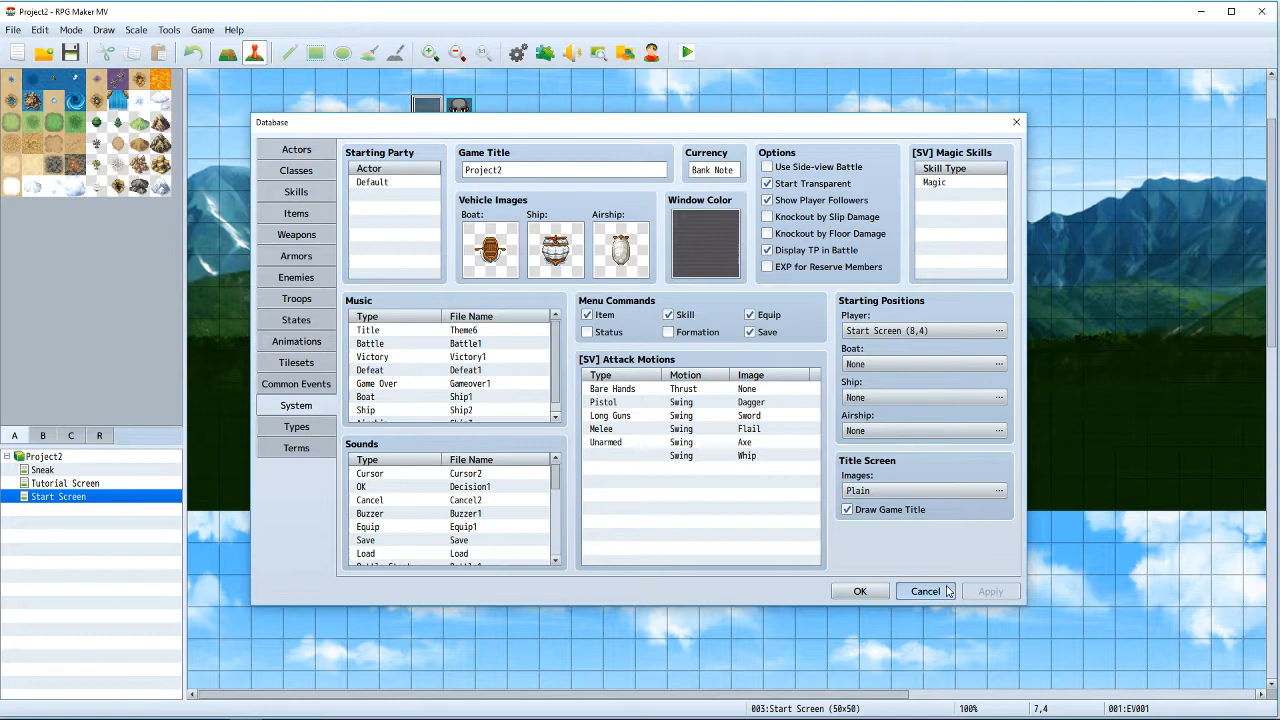 Project2 - RPG Maker MV
File Edit Mode Draw Scale Tools Game Help
Database
Actors
Classes
Skills
Items
Weapons
Armors
Enemies
Troops
States
Animations
Tilesets
Common Events
System
Types
Terms
Starting Party
Actor
Default
Game Title
Project2
Currency
Bank Note
Vehicle Images
Boat: Ship: Airship:
Window Color
Options
Use Side-view Battle
Start Transparent
Show Player Followers
Knockout by Slip Damage
Knockout by Floor Damage
Display TP in Battle
EXP for Reserve Members
[SV] Magic Skills
Skill Type
Magic
Music
Type File Name
Title Theme6
Battle Battle1
Victory Victory1
Defeat Defeat1
Game Over Gameover1
Boat Ship1
Ship Ship2
Menu Commands
Item Skill Equip
Status Formation Save
[SV] Attack Motions
Type Motion Image
Bare Hands Thrust None
Pistol Swing Dagger
Long Guns Swing Sword
Melee Swing Flail
Unarmed Swing Axe
Swing Whip
Starting Positions
Player:
Start Screen (8,4) ...
Boat:
None ...
Ship:
None ...
Airship:
None ...
Title Screen
Images:
Plain ...
Draw Game Title
Sounds
Type File Name
Cursor Cursor2
OK Decision1
Cancel Cancel2
Buzzer Buzzer1
Equip Equip1
Save Save
Load Load
OK Cancel Apply
A B C R
Project2
Sneak
Tutorial Screen
Start Screen
003:Start Screen (50×50) 100% 7,4 001:EV001